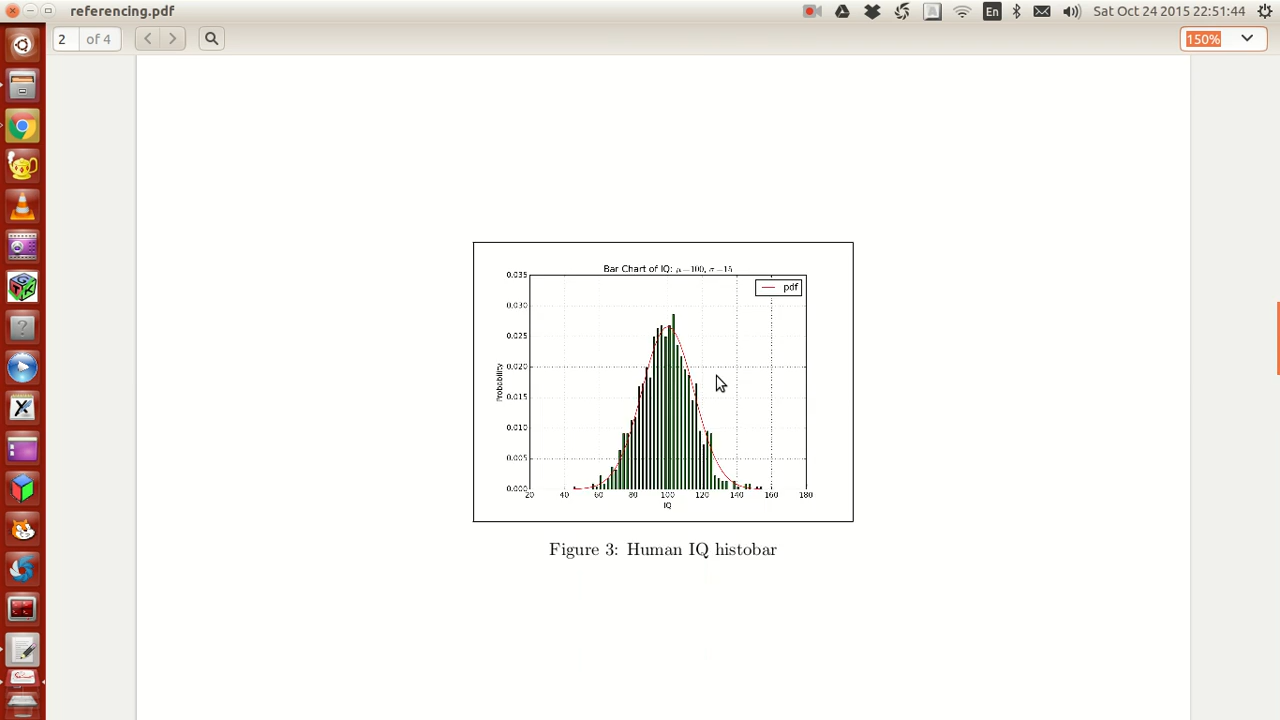 referencing.pdf
En
Sat Oct 24 2015 22:51:44
2 of 4
150%
Bar Chart of IQ: μ=100, σ=15
pdf
0.035
0.030
0.025
0.020
0.015
0.010
0.005
0.000
Probability
20 40 60 80 100 120 140 160 180
IQ
Figure 3: Human IQ histobar